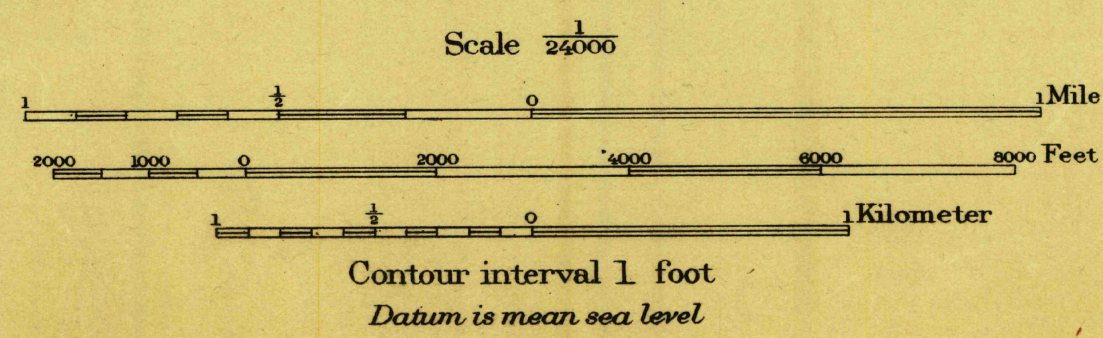 Scale 1/24000
1 1/2 0 1 Mile
2000 1000 0 2000 4000 6000 8000 Feet
1 1/2 0 1 Kilometer
Contour interval 1 foot
Datum is mean sea level